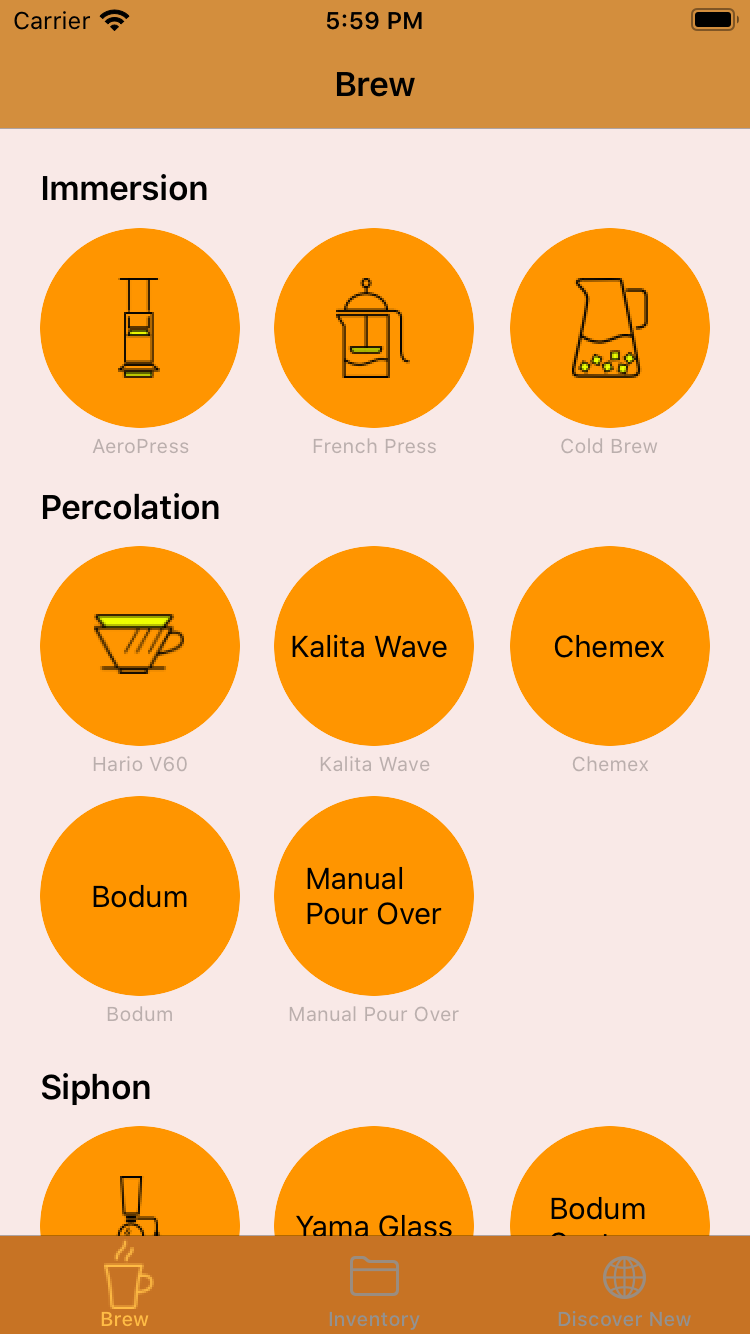 Carrier 5:59 PM
Brew
Immersion
AeroPress French Press Cold Brew
Percolation
Kalita Wave Chemex
Hario V60 Kalita Wave Chemex
Bodum
Manual
Pour Over
Bodum Manual Pour Over
Siphon
Yama Glass
Bodum
Brew Inventory Discover New